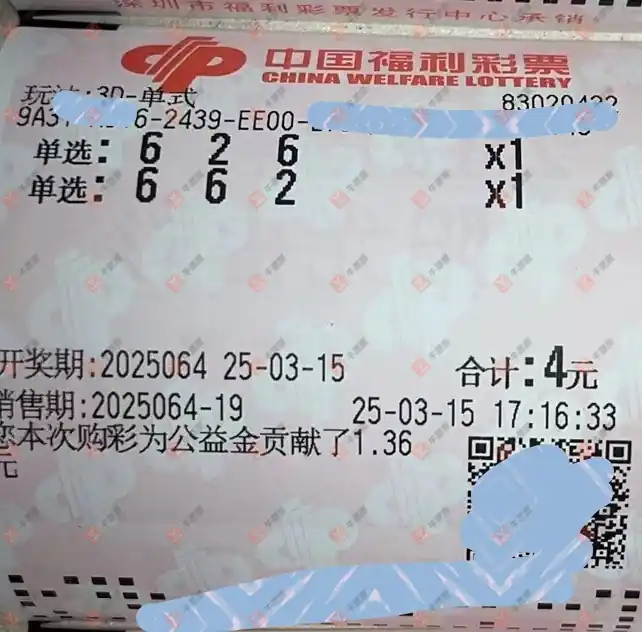 深圳市福利彩票发行中心承销
中国福利彩票
CHINA WELFARE LOTTERY
玩法:3D-单式
83020422
6-2439-EE00-
单选: 6 2 6 x1
单选: 6 6 2 x1
开奖期:2025064 25-03-15 合计:4元
销售期:2025064-19 25-03-15 17:16:33
您本次购彩为公益金贡献了1.36
元